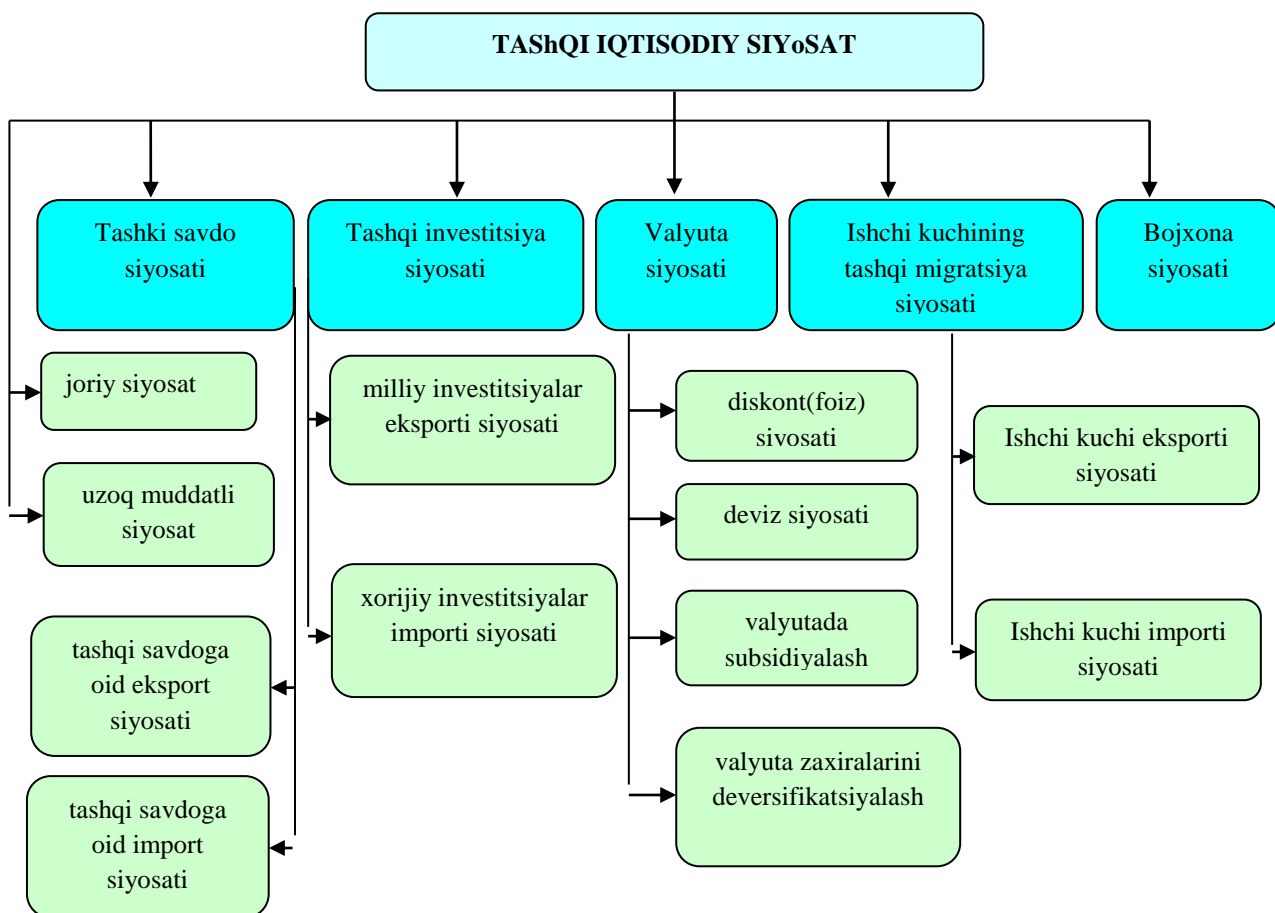 TAShQI IQTISODIY SIYoSAT
Tashki savdo
siyosati
Tashqi investitsiya
siyosati
Valyuta
siyosati
Ishchi kuchining
tashqi migratsiya
siyosati
Bojxona
siyosati
joriy siyosat
uzoq muddatli
siyosat
tashqi savdoga
oid eksport
siyosati
tashqi savdoga
oid import
siyosati
milliy investitsiyalar
eksporti siyosati
xorijiy investitsiyalar
importi siyosati
diskont(foiz)
siyosati
deviz siyosati
valyutada
subsidiyalash
valyuta zaxiralarini
deversifikatsiyalash
Ishchi kuchi eksporti
siyosati
Ishchi kuchi importi
siyosati